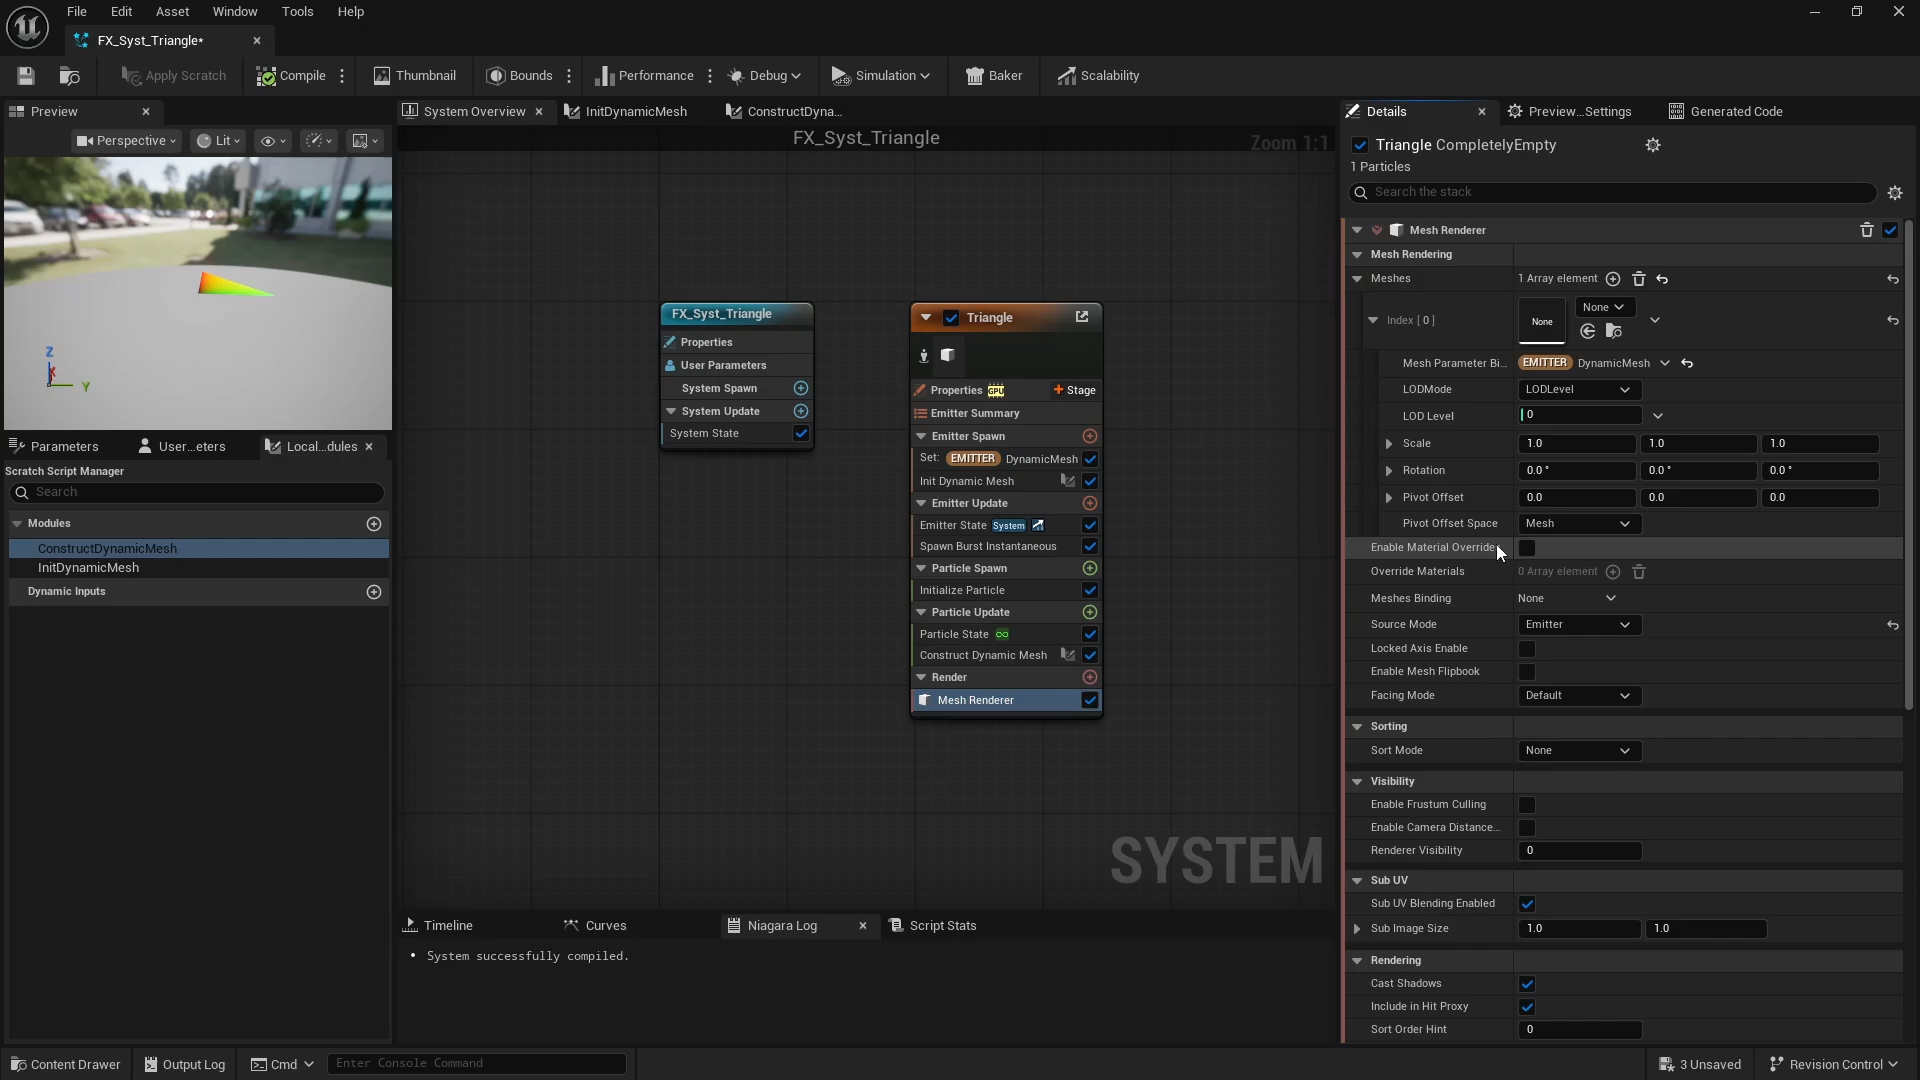 File Edit Asset Window Tools Help
FX_Syst_Triangle*
Apply Scratch Compile Thumbnail Bounds Performance Debug Simulation Baker Scalability
Preview System Overview InitDynamicMesh ConstructDyna... Details Preview...Settings Generated Code
Perspective Lit
FX_Syst_Triangle
Zoom 1:1
Triangle CompletelyEmpty
1 Particles
Search the stack
Z
X
Y
Parameters User...eters Local...dules
Scratch Script Manager
Search
Modules
ConstructDynamicMesh
InitDynamicMesh
Dynamic Inputs
FX_Syst_Triangle
Properties
User Parameters
System Spawn
System Update
System State
Triangle
Properties GPU Stage
Emitter Summary
Emitter Spawn
Set: EMITTER DynamicMesh
Init Dynamic Mesh
Emitter Update
Emitter State System
Spawn Burst Instantaneous
Particle Spawn
Initialize Particle
Particle Update
Particle State
Construct Dynamic Mesh
Render
Mesh Renderer
SYSTEM
Mesh Renderer
Mesh Rendering
Meshes 1 Array element
Index [ 0 ] None None
Mesh Parameter Bi... EMITTER DynamicMesh
LODMode LODLevel
LOD Level 0
Scale 1.0 1.0 1.0
Rotation 0.0 ° 0.0 ° 0.0 °
Pivot Offset 0.0 0.0 0.0
Pivot Offset Space Mesh
Enable Material Override
Override Materials 0 Array element
Meshes Binding None
Source Mode Emitter
Locked Axis Enable
Enable Mesh Flipbook
Facing Mode Default
Sorting
Sort Mode None
Visibility
Enable Frustum Culling
Enable Camera Distance...
Renderer Visibility 0
Sub UV
Sub UV Blending Enabled
Sub Image Size 1.0 1.0
Rendering
Cast Shadows
Include in Hit Proxy
Sort Order Hint 0
Timeline Curves Niagara Log Script Stats
• System successfully compiled.
Content Drawer Output Log Cmd Enter Console Command 3 Unsaved Revision Control